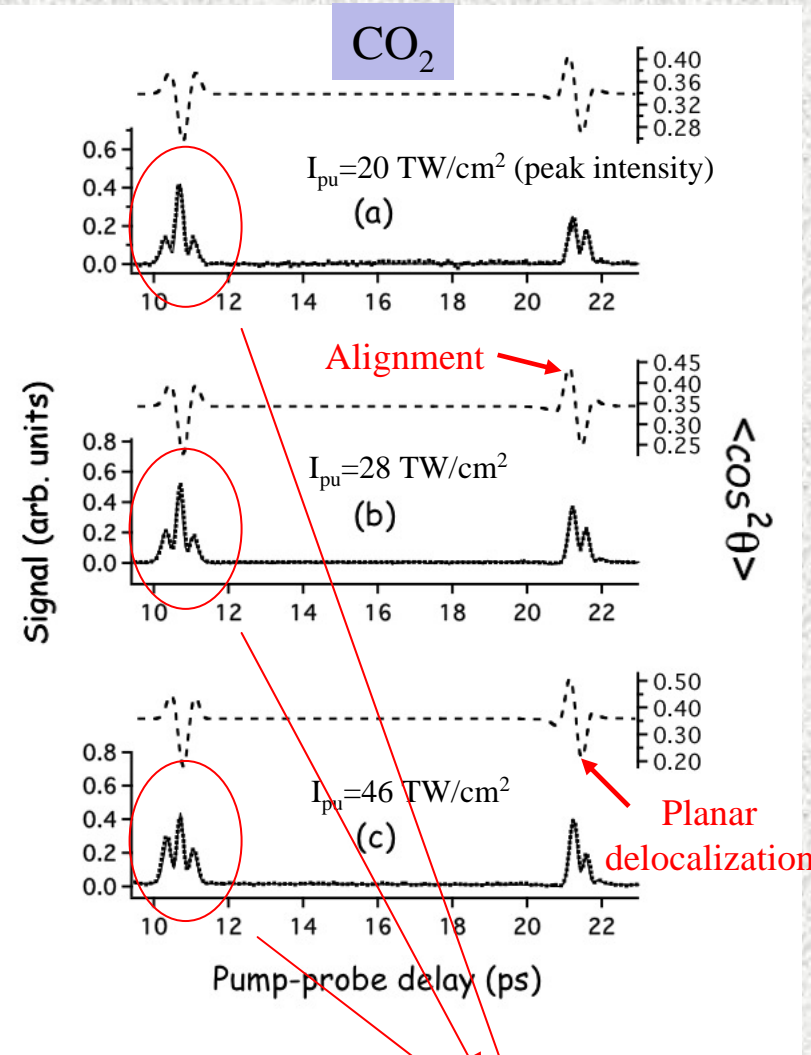 CO₂
0.40
0.36
0.32
0.28
0.6
0.4
0.2
0.0
I_pu=20 TW/cm² (peak intensity)
(a)
10 12 14 16 18 20 22
Alignment
0.45
0.40
0.35
0.30
0.25
0.8
0.6
0.4
0.2
0.0
I_pu=28 TW/cm²
(b)
10 12 14 16 18 20 22
Signal (arb. units)
<cos²θ>
0.50
0.40
0.30
0.20
0.8
0.6
0.4
0.2
0.0
I_pu=46 TW/cm²
(c)
Planar
delocalization
10 12 14 16 18 20 22
Pump-probe delay (ps)